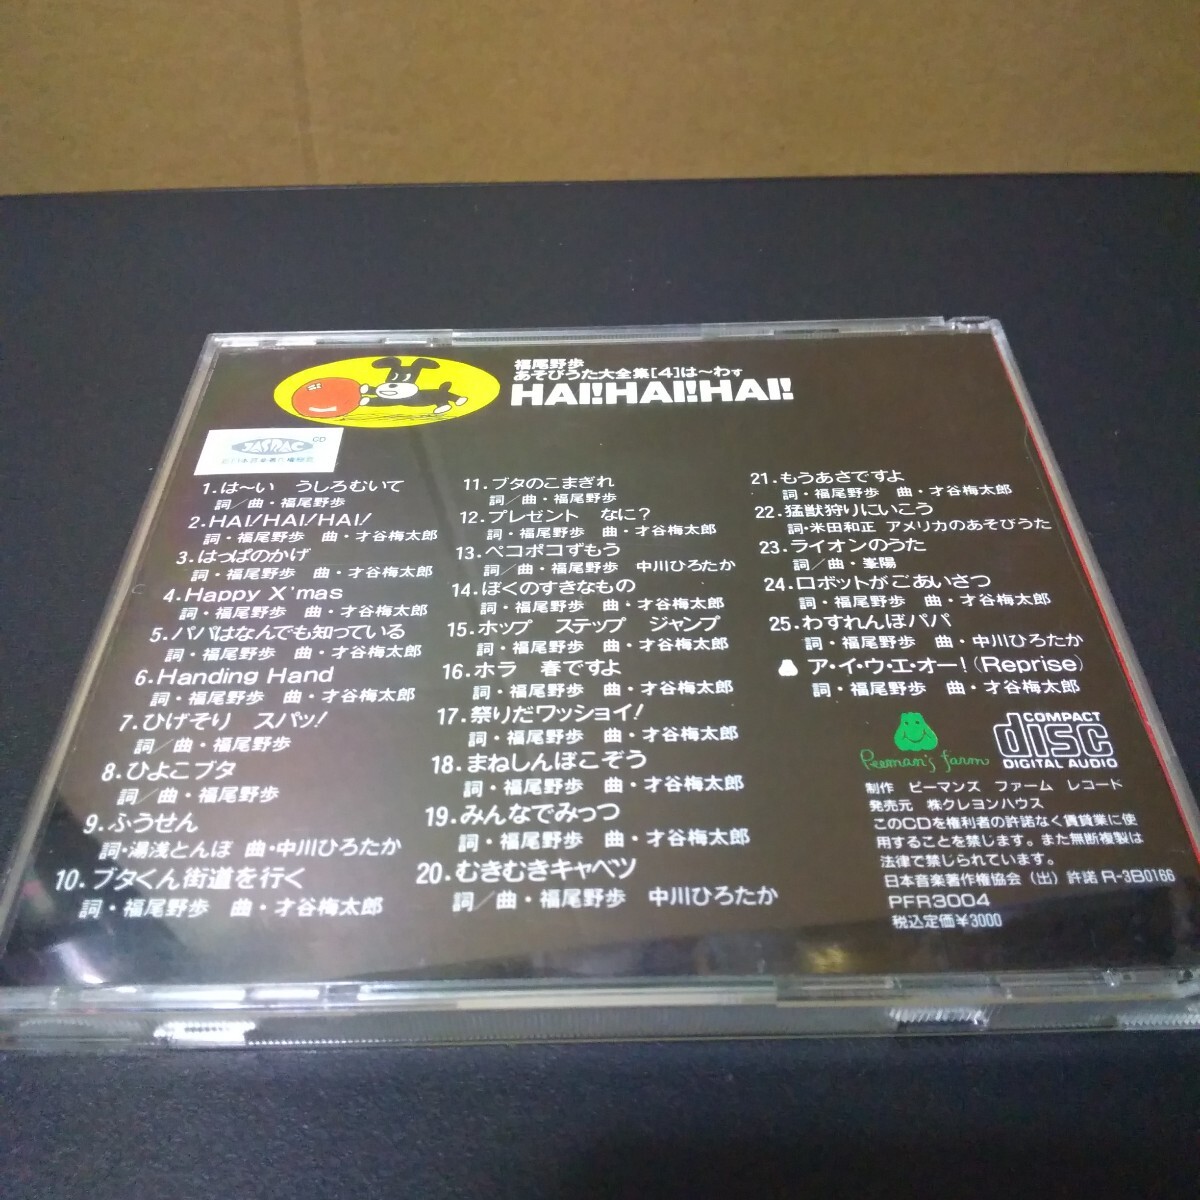 福尾野歩
あそびうた大全集[4]は〜わ
HAI!HAI!HAI!
JASRAC CD
1.は〜い うしろむいて
詞/曲・福尾野歩
2.HAI!HAI!HAI!
詞・福尾野歩 曲・才谷梅太郎
3.はっぱのかげ
詞・福尾野歩 曲・才谷梅太郎
4.Happy X'mas
詞・福尾野歩 曲・才谷梅太郎
5.パパはなんでも知っている
詞・福尾野歩 曲・才谷梅太郎
6.Handing Hand
詞・福尾野歩 曲・才谷梅太郎
7.ひげそり スパッ!
詞/曲・福尾野歩
8.ひよこブタ
詞/曲・福尾野歩
9.ふうせん
詞・湯浅とんぼ 曲・中川ひろたか
10.ブタくん街道を行く
詞・福尾野歩 曲・才谷梅太郎
11.ブタのこまぎれ
詞/曲・福尾野歩
12.プレゼント なに?
詞・福尾野歩 曲・才谷梅太郎
13.ペコポコずもう
詞/曲・福尾野歩 中川ひろたか
14.ぼくのすきなもの
詞・福尾野歩 曲・才谷梅太郎
15.ホップ ステップ ジャンプ
詞・福尾野歩 曲・才谷梅太郎
16.ホラ 春ですよ
詞・福尾野歩 曲・才谷梅太郎
17.祭りだワッショイ!
詞・福尾野歩 曲・才谷梅太郎
18.まねしんぼこぞう
詞・福尾野歩 曲・才谷梅太郎
19.みんなでみっつ
詞・福尾野歩 曲・才谷梅太郎
20.むきむきキャベツ
詞/曲・福尾野歩 中川ひろたか
21.もうあさですよ
詞・福尾野歩 曲・才谷梅太郎
22.猛獣狩りにいこう
詞・米田和正 アメリカのあそびうた
23.ライオンのうた
詞/曲・峯陽
24.ロボットがごあいさつ
詞・福尾野歩 曲・才谷梅太郎
25.わすれんぼパパ
詞・福尾野歩 曲・中川ひろたか
ア・イ・ウ・エ・オー!(Reprise)
詞・福尾野歩 曲・才谷梅太郎
Peeman's farm
COMPACT
disc
DIGITAL AUDIO
制作 ピーマンズ ファーム レコード
発売元 株クレヨンハウス
このCDを権利者の許諾なく賃貸業に使
用することを禁じます。また無断複製は
法律で禁じられています。
日本音楽著作権協会(出)許諾 R-3B0166
PFR3004
税込定価¥3000